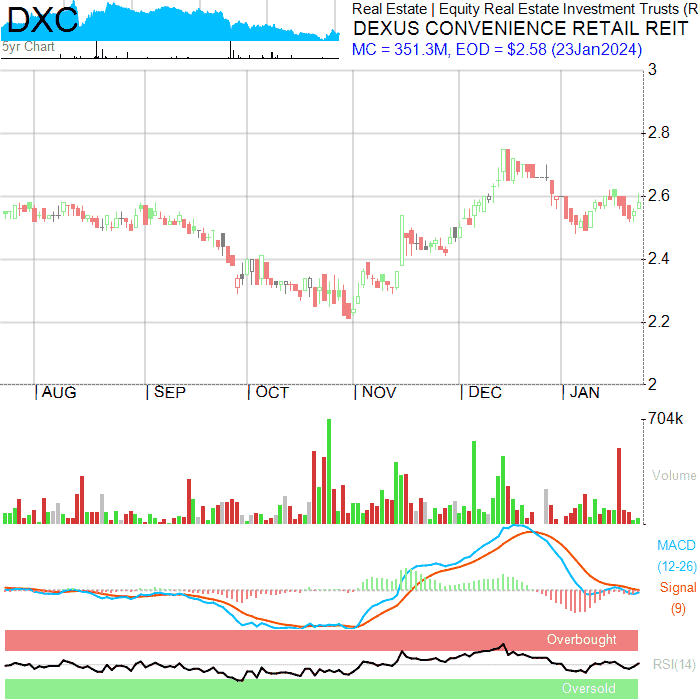 DXC
5yr Chart
Real Estate | Equity Real Estate Investment Trusts (R
DEXUS CONVENIENCE RETAIL REIT
MC = 351.3M, EOD = $2.58 (23Jan2024)
3
2.8
2.6
2.4
2.2
2
|AUG |SEP |OCT |NOV |DEC |JAN
704k
Volume
MACD
(12-26)
Signal
(9)
Overbought
RSI(14)
Oversold